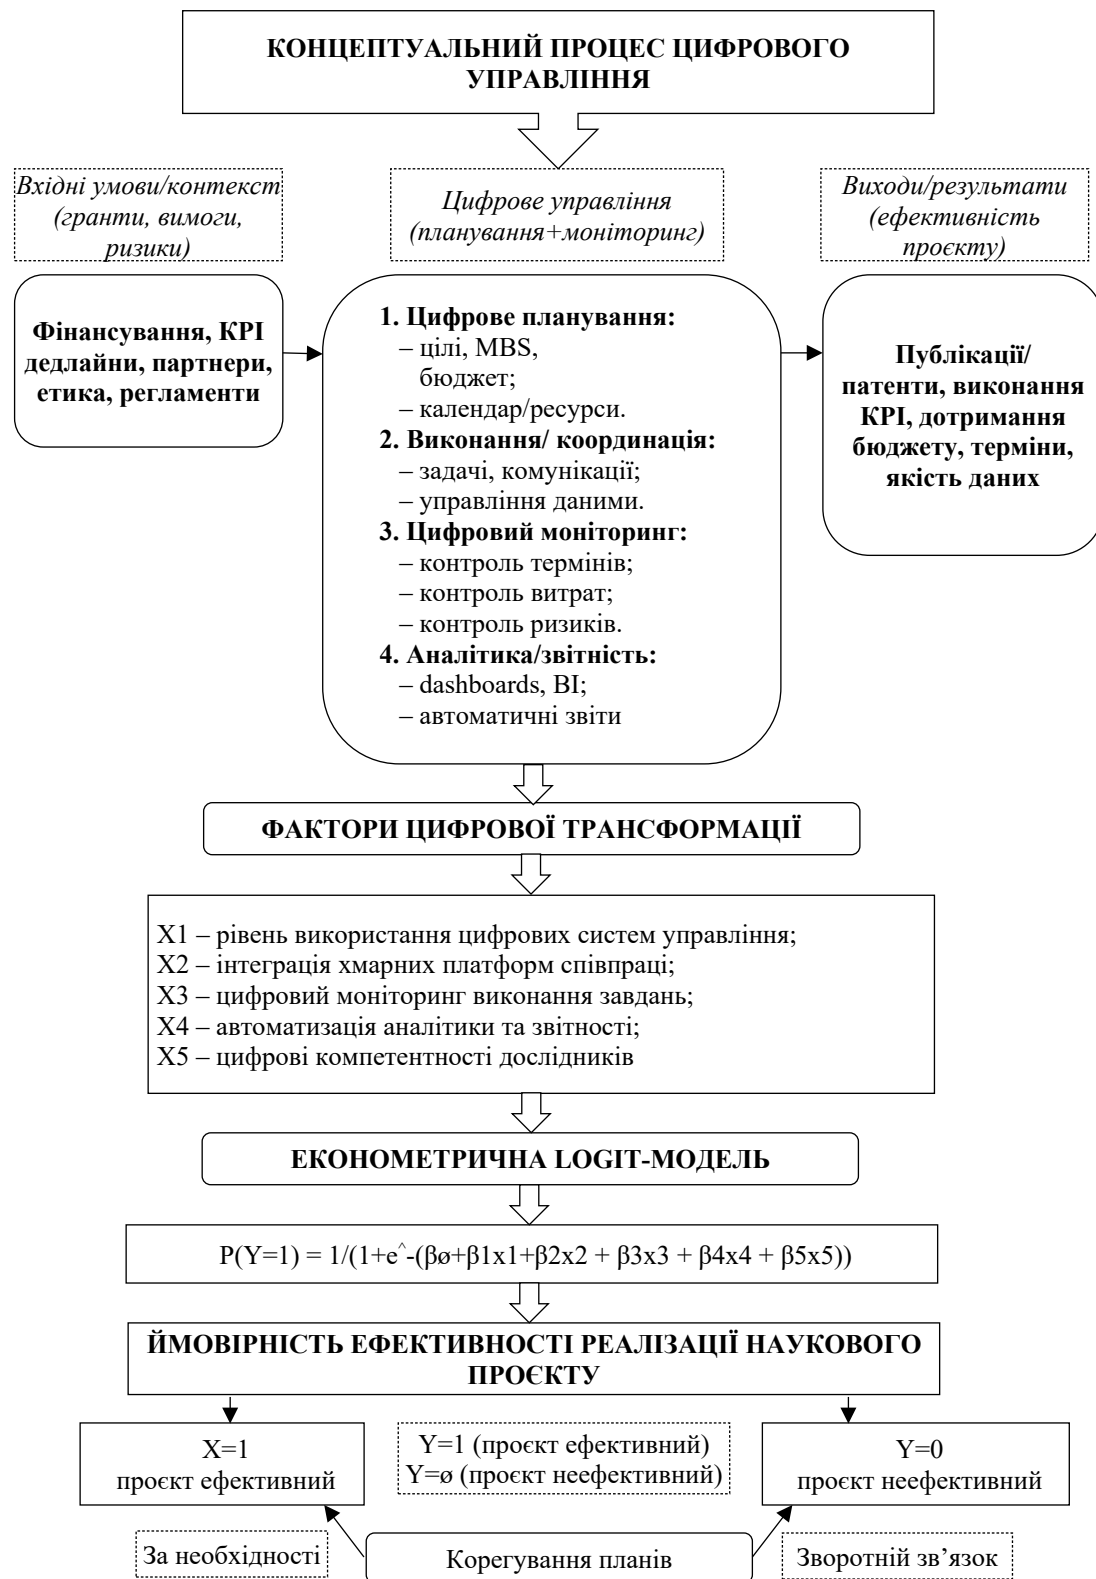 КОНЦЕПТУАЛЬНИЙ ПРОЦЕС ЦИФРОВОГО
УПРАВЛІННЯ
Вхідні умови/контекст
(гранти, вимоги,
ризики)
Цифрове управління
(планування+моніторинг)
Виходи/результати
(ефективність
проєкту)
Фінансування, КРІ
дедлайни, партнери,
етика, регламенти
1. Цифрове планування:
– цілі, MBS,
бюджет;
– календар/ресурси.
2. Виконання/ координація:
– задачі, комунікації;
– управління даними.
3. Цифровий моніторинг:
– контроль термінів;
– контроль витрат;
– контроль ризиків.
4. Аналітика/звітність:
– dashboards, BI;
– автоматичні звіти
Публікації/
патенти, виконання
КРІ, дотримання
бюджету, терміни,
якість даних
ФАКТОРИ ЦИФРОВОЇ ТРАНСФОРМАЦІЇ
X1 – рівень використання цифрових систем управління;
X2 – інтеграція хмарних платформ співпраці;
X3 – цифровий моніторинг виконання завдань;
X4 – автоматизація аналітики та звітності;
X5 – цифрові компетентності дослідників
ЕКОНОМЕТРИЧНА LOGIT-МОДЕЛЬ
P(Y=1) = 1/(1+e^-(βø+β1x1+β2x2 + β3x3 + β4x4 + β5x5))
ЙМОВІРНІСТЬ ЕФЕКТИВНОСТІ РЕАЛІЗАЦІЇ НАУКОВОГО
ПРОЄКТУ
X=1
проєкт ефективний
Y=1 (проєкт ефективний)
Y=ø (проєкт неефективний)
Y=0
проєкт неефективний
За необхідності
Корегування планів
Зворотній зв’язок